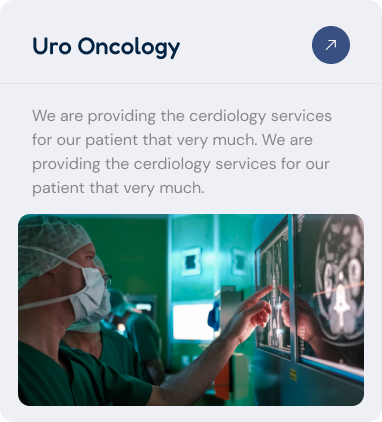 Uro Oncology
We are providing the cerdiology services
for our patient that very much. We are
providing the cerdiology services for our
patient that very much.